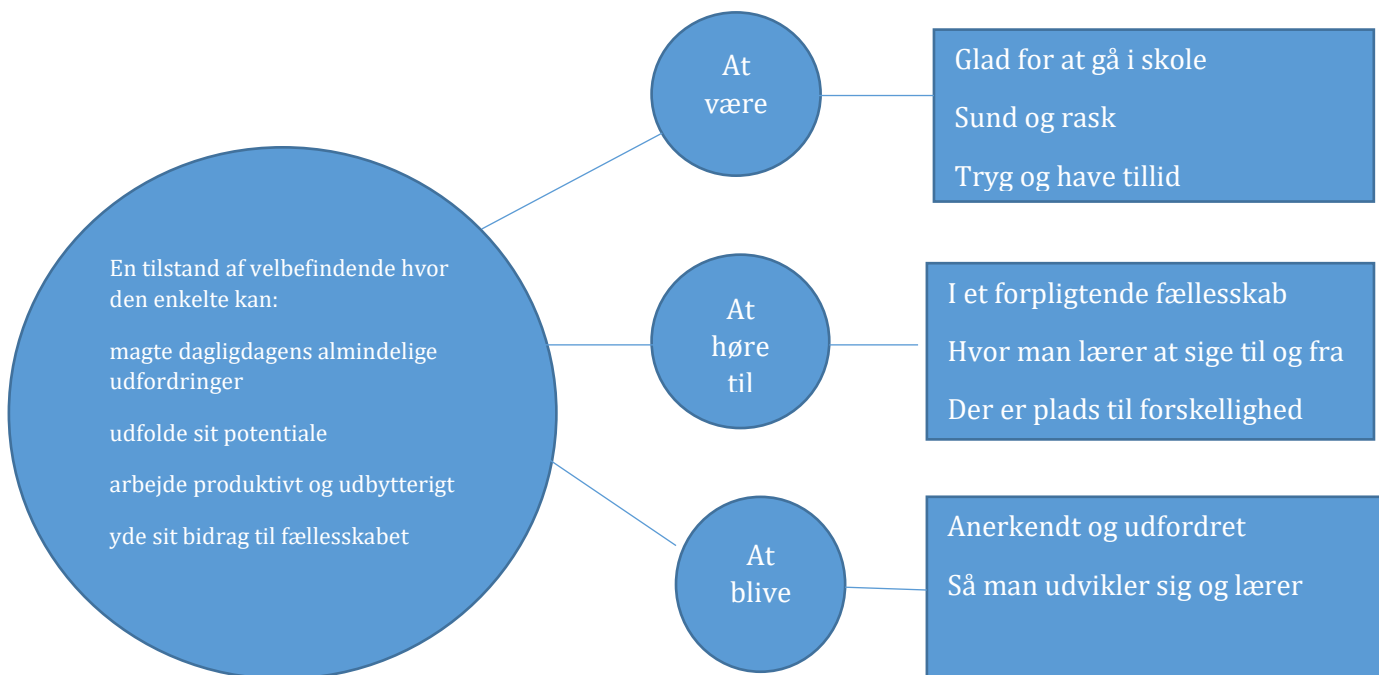 En tilstand af velbefindende hvor
den enkelte kan:
magte dagligdagens almindelige
udfordringer
udfolde sit potentiale
arbejde produktivt og udbytterigt
yde sit bidrag til fællesskabet
At
være
Glad for at gå i skole
Sund og rask
Tryg og have tillid
At
høre
til
I et forpligtende fællesskab
Hvor man lærer at sige til og fra
Der er plads til forskellighed
At
blive
Anerkendt og udfordret
Så man udvikler sig og lærer